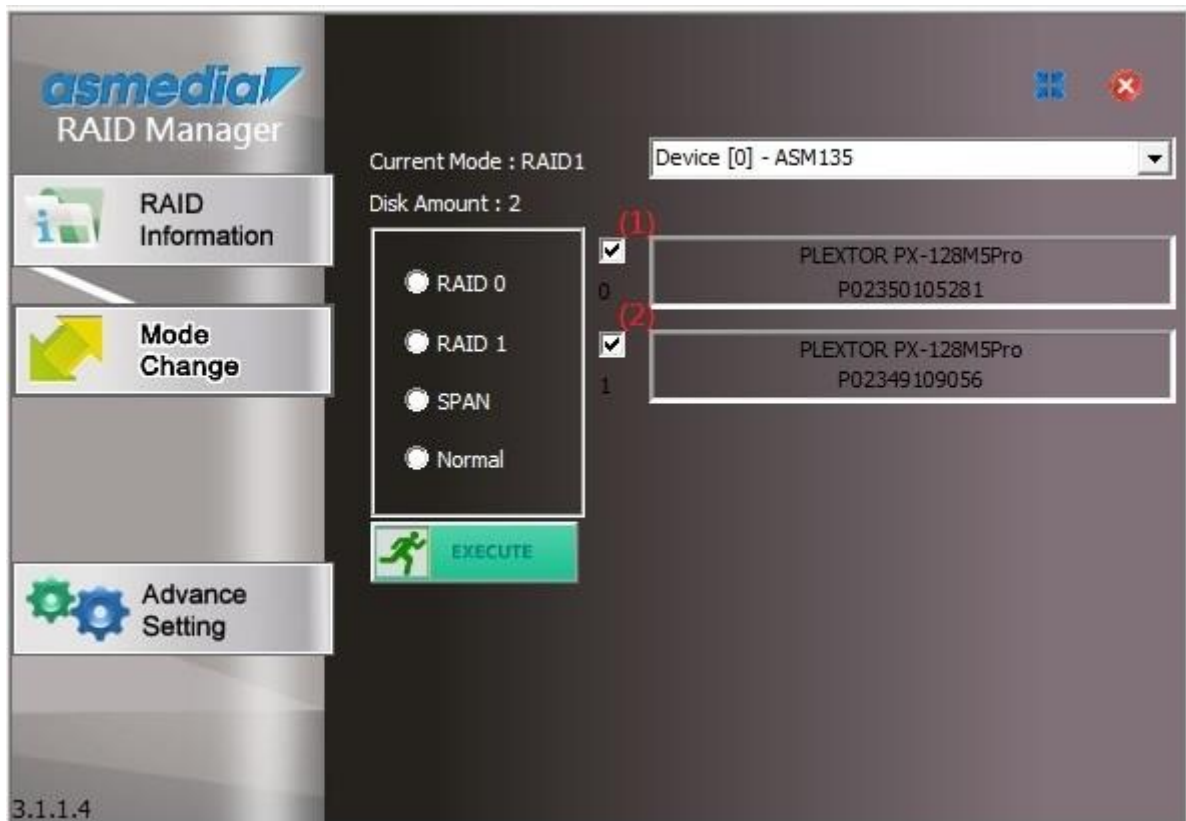 asmedia
RAID Manager
Current Mode : RAID1
Device [0] - ASM135
Disk Amount : 2
RAID
Information
Mode
Change
Advance
Setting
RAID 0
RAID 1
SPAN
Normal
EXECUTE
(1)
0
PLEXTOR PX-128M5Pro
P02350105281
(2)
1
PLEXTOR PX-128M5Pro
P02349109056
3.1.1.4